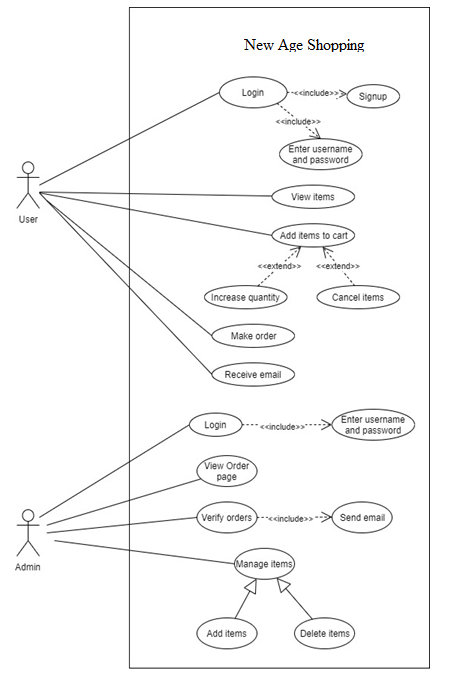 New Age Shopping
Login
<<include>>
Signup
<<include>>
Enter username
and password
User
View items
Add items to cart
<<extend>>
<<extend>>
Increase quantity
Cancel items
Make order
Receive email
Login
<<include>>
Enter username
and password
View Order
page
Admin
Verify orders
<<include>>
Send email
Manage items
Add items
Delete items